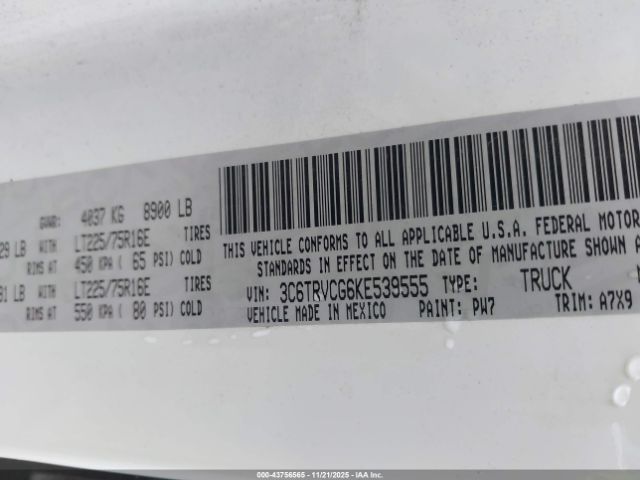 GVWR: 4037 KG 8900 LB
29 LB WITH LT225/75R16E TIRES
RIMS AT 450 KPA ( 65 PSI) COLD
31 LB WITH LT225/75R16E TIRES
RIMS AT 550 KPA ( 80 PSI) COLD
THIS VEHICLE CONFORMS TO ALL APPLICABLE U.S.A. FEDERAL MOTOR
STANDARDS IN EFFECT ON THE DATE OF MANUFACTURE SHOWN
VIN: 3C6TRVCG6KE539555 TYPE: TRUCK
VEHICLE MADE IN MEXICO PAINT: PW7 TRIM: A7X9
000-43756565 - 11/21/2025 - IAA Inc. - Copart